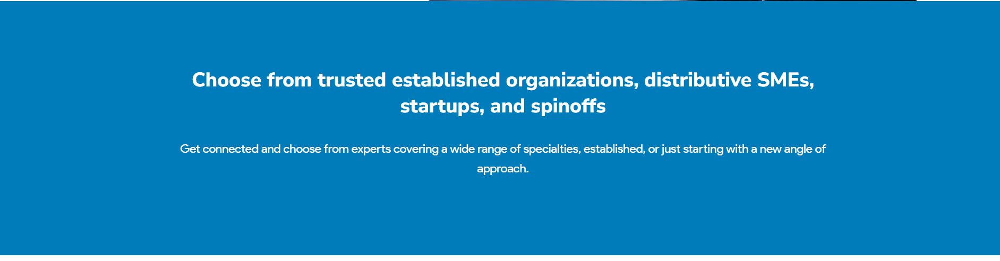 Choose from trusted established organizations, distributive SMEs,
startups, and spinoffs
Get connected and choose from experts covering a wide range of specialties, established, or just starting with a new angle of
approach.